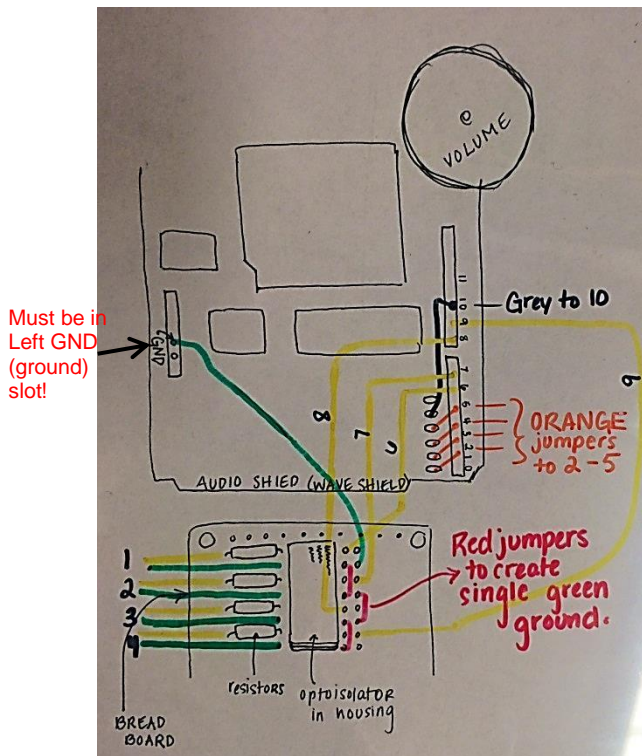 @
VOLUME
11
10
9
8
Grey to 10
Must be in
Left GND
(ground)
slot!
GND
7
6
8
7
6
4
3
2
1
0
ORANGE
jumpers
to 2-5
AUDIO SHIED (WAVE SHIELD)
Red jumpers
to create
single green
ground.
1
2
3
4
resistors
optoisolator
in housing
BREAD
BOARD